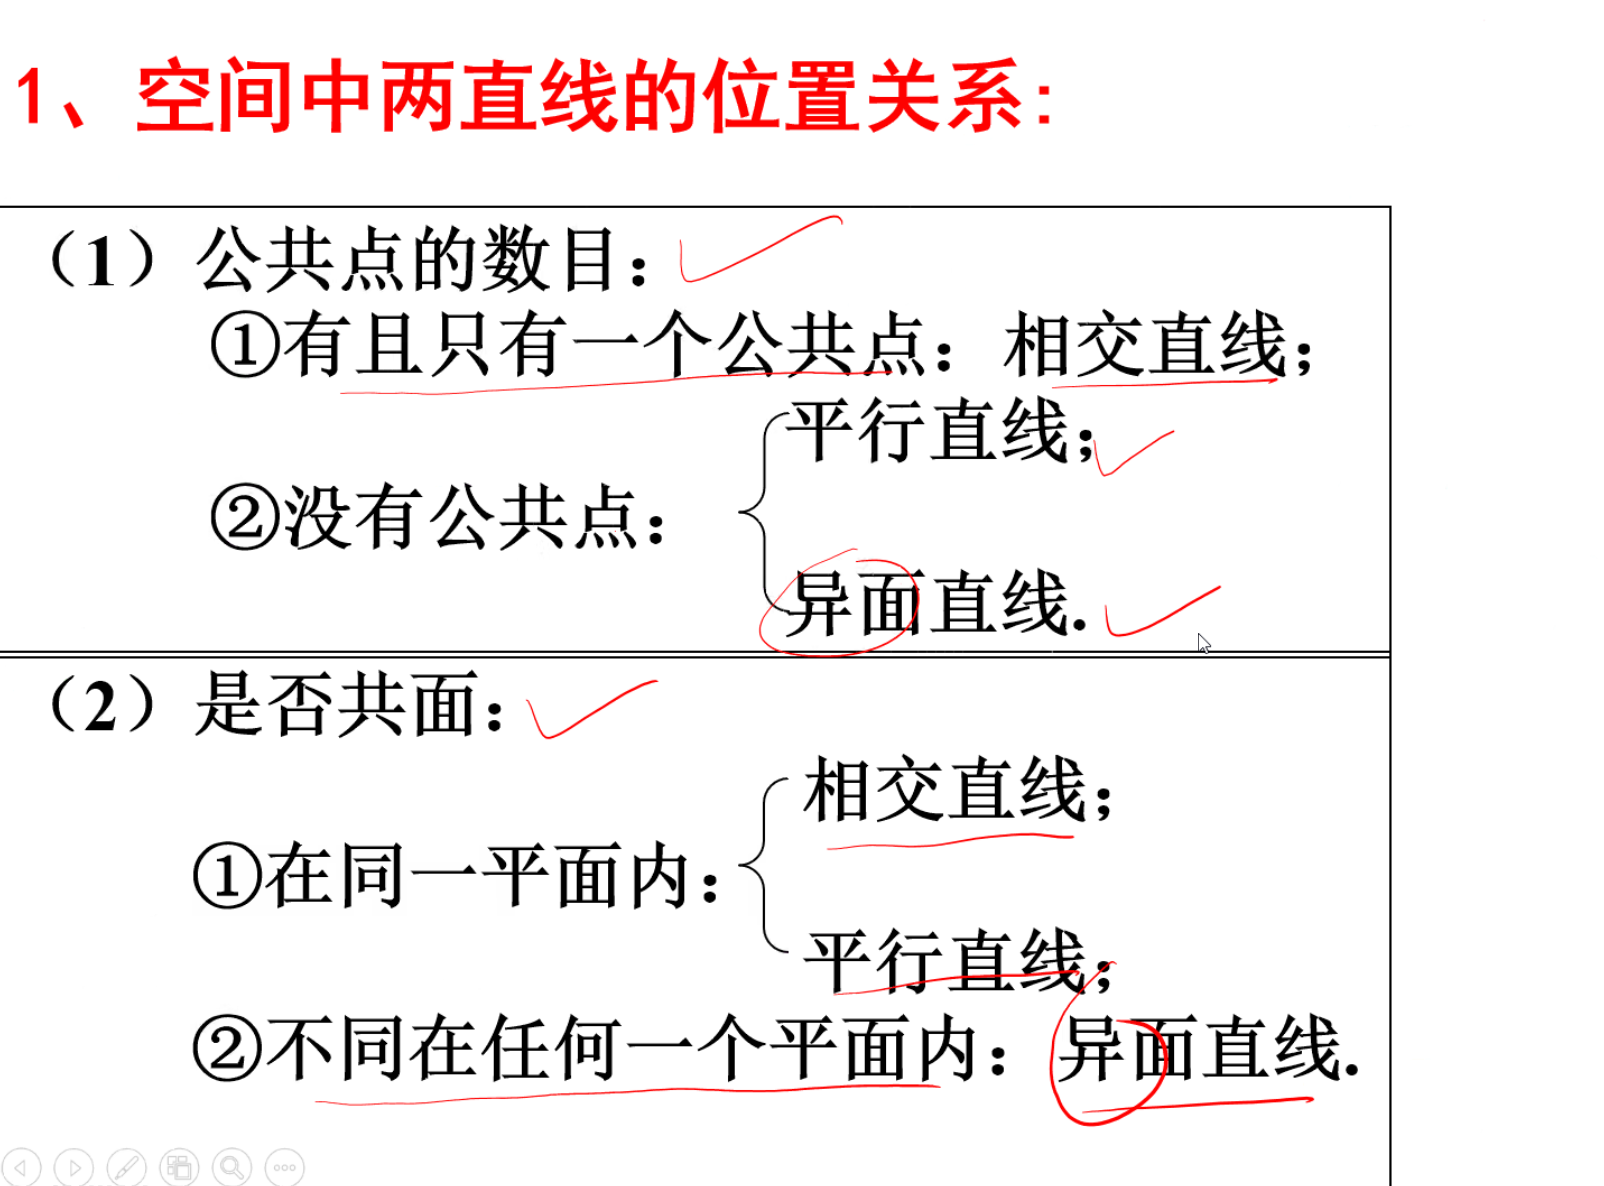 1、空间中两直线的位置关系:
（1）公共点的数目：
①有且只有一个公共点：相交直线；
平行直线；
②没有公共点：
异面直线.
（2）是否共面：
相交直线；
①在同一平面内：
平行直线；
②不同在任何一个平面内：异面直线.